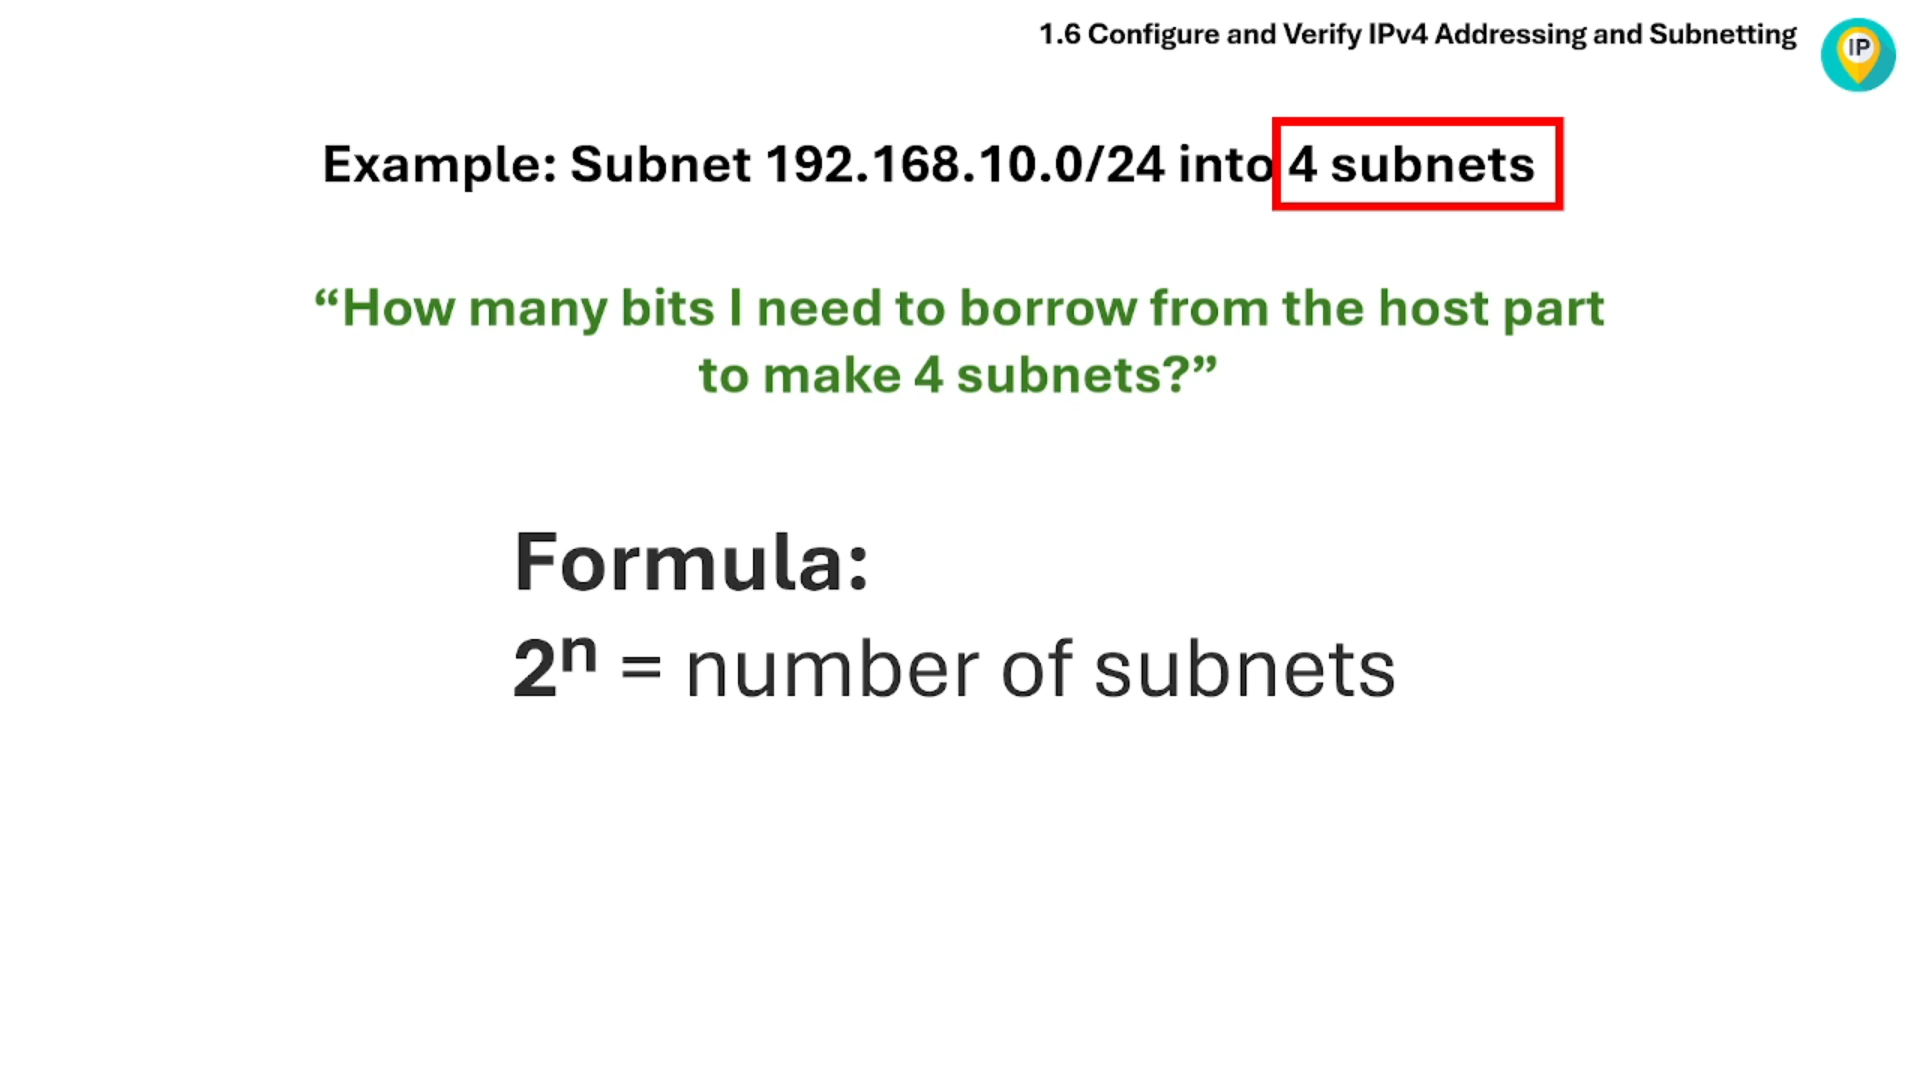 1.6 Configure and Verify IPv4 Addressing and Subnetting
IP
Example: Subnet 192.168.10.0/24 into 4 subnets
“How many bits I need to borrow from the host part
to make 4 subnets?”
Formula:
2ⁿ = number of subnets